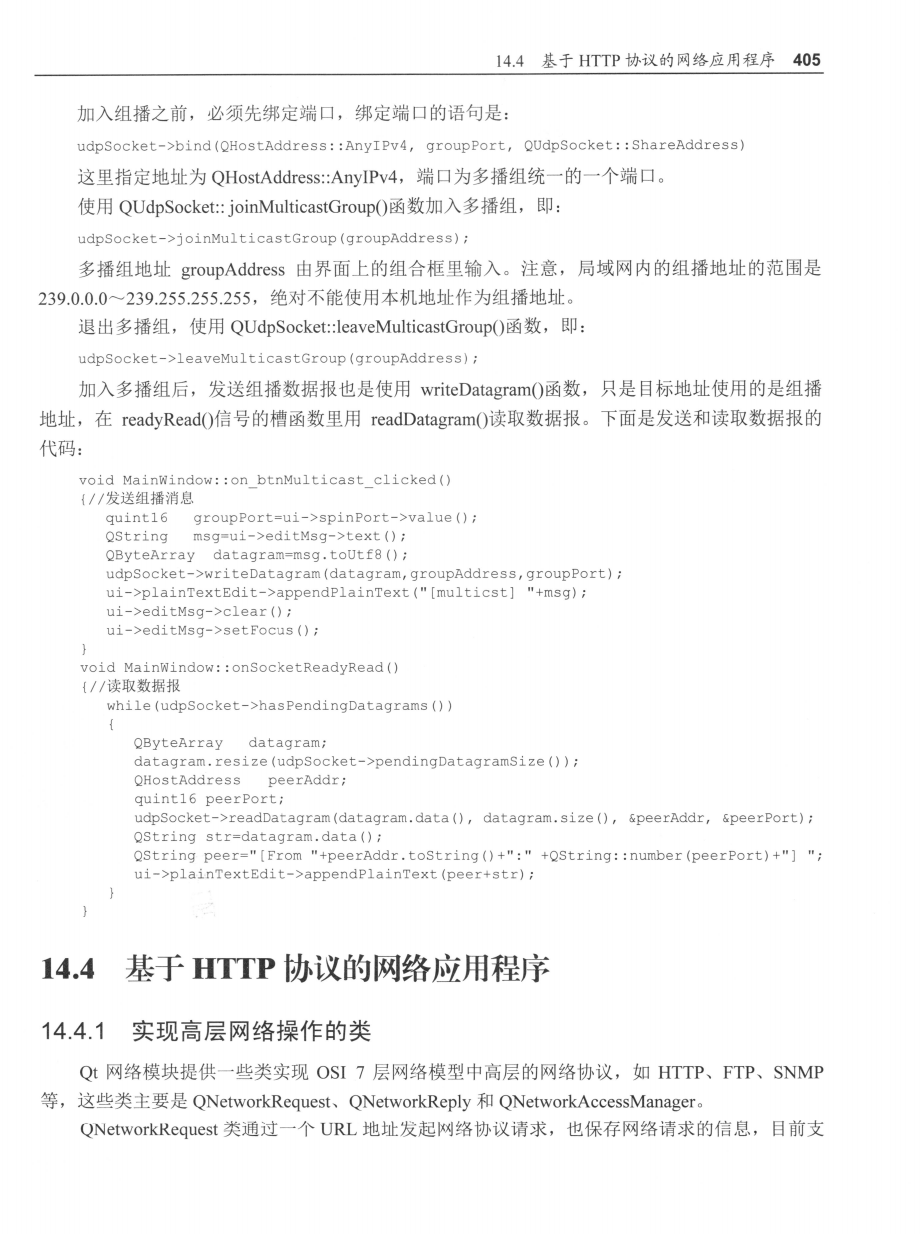 14.4 基于 HTTP 协议的网络应用程序 405
加入组播之前，必须先绑定端口，绑定端口的语句是：
udpSocket->bind(QHostAddress::AnyIPv4, groupPort, QUdpSocket::ShareAddress)
这里指定地址为 QHostAddress::AnyIPv4，端口为多播组统一的一个端口。
使用 QUdpSocket:: joinMulticastGroup()函数加入多播组，即：
udpSocket->joinMulticastGroup(groupAddress);
多播组地址 groupAddress 由界面上的组合框里输入。注意，局域网内的组播地址的范围是
239.0.0.0～239.255.255.255，绝对不能使用本机地址作为组播地址。
退出多播组，使用 QUdpSocket::leaveMulticastGroup()函数，即：
udpSocket->leaveMulticastGroup(groupAddress);
加入多播组后，发送组播数据报也是使用 writeDatagram()函数，只是目标地址使用的是组播
地址，在 readyRead()信号的槽函数里用 readDatagram()读取数据报。下面是发送和读取数据报的
代码：
void MainWindow::on_btnMulticast_clicked()
{//发送组播消息
quint16 groupPort=ui->spinPort->value();
QString msg=ui->editMsg->text();
QByteArray datagram=msg.toUtf8();
udpSocket->writeDatagram(datagram,groupAddress,groupPort);
ui->plainTextEdit->appendPlainText("[multicst] "+msg);
ui->editMsg->clear();
ui->editMsg->setFocus();
}
void MainWindow::onSocketReadyRead()
{//读取数据报
while(udpSocket->hasPendingDatagrams())
{
QByteArray datagram;
datagram.resize(udpSocket->pendingDatagramSize());
QHostAddress peerAddr;
quint16 peerPort;
udpSocket->readDatagram(datagram.data(), datagram.size(), &peerAddr, &peerPort);
QString str=datagram.data();
QString peer="[From "+peerAddr.toString()+":" +QString::number(peerPort)+"] ";
ui->plainTextEdit->appendPlainText(peer+str);
}
}
14.4 基于 HTTP 协议的网络应用程序
14.4.1 实现高层网络操作的类
Qt 网络模块提供一些类实现 OSI 7 层网络模型中高层的网络协议，如 HTTP、FTP、SNMP
等，这些类主要是 QNetworkRequest、QNetworkReply 和 QNetworkAccessManager。
QNetworkRequest 类通过一个 URL 地址发起网络协议请求，也保存网络请求的信息，目前支